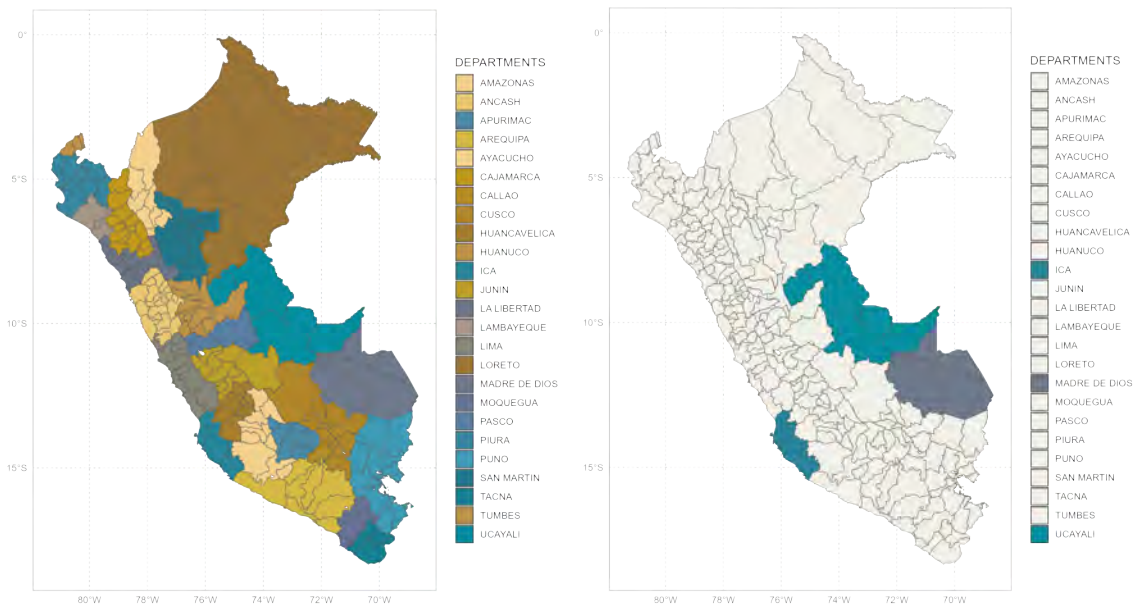 DEPARTMENTS
AMAZONAS
ANCASH
APURIMAC
AREQUIPA
AYACUCHO
CAJAMARCA
CALLAO
CUSCO
HUANCAVELICA
HUANUCO
ICA
JUNIN
LA LIBERTAD
LAMBAYEQUE
LIMA
LORETO
MADRE DE DIOS
MOQUEGUA
PASCO
PIURA
PUNO
SAN MARTIN
TACNA
TUMBES
UCAYALI
0°
5°S
10°S
15°S
80°W 78°W 76°W 74°W 72°W 70°W
DEPARTMENTS
AMAZONAS
ANCASH
APURIMAC
AREQUIPA
AYACUCHO
CAJAMARCA
CALLAO
CUSCO
HUANCAVELICA
HUANUCO
ICA
JUNIN
LA LIBERTAD
LAMBAYEQUE
LIMA
LORETO
MADRE DE DIOS
MOQUEGUA
PASCO
PIURA
PUNO
SAN MARTIN
TACNA
TUMBES
UCAYALI
0°
5°S
10°S
15°S
80°W 78°W 76°W 74°W 72°W 70°W